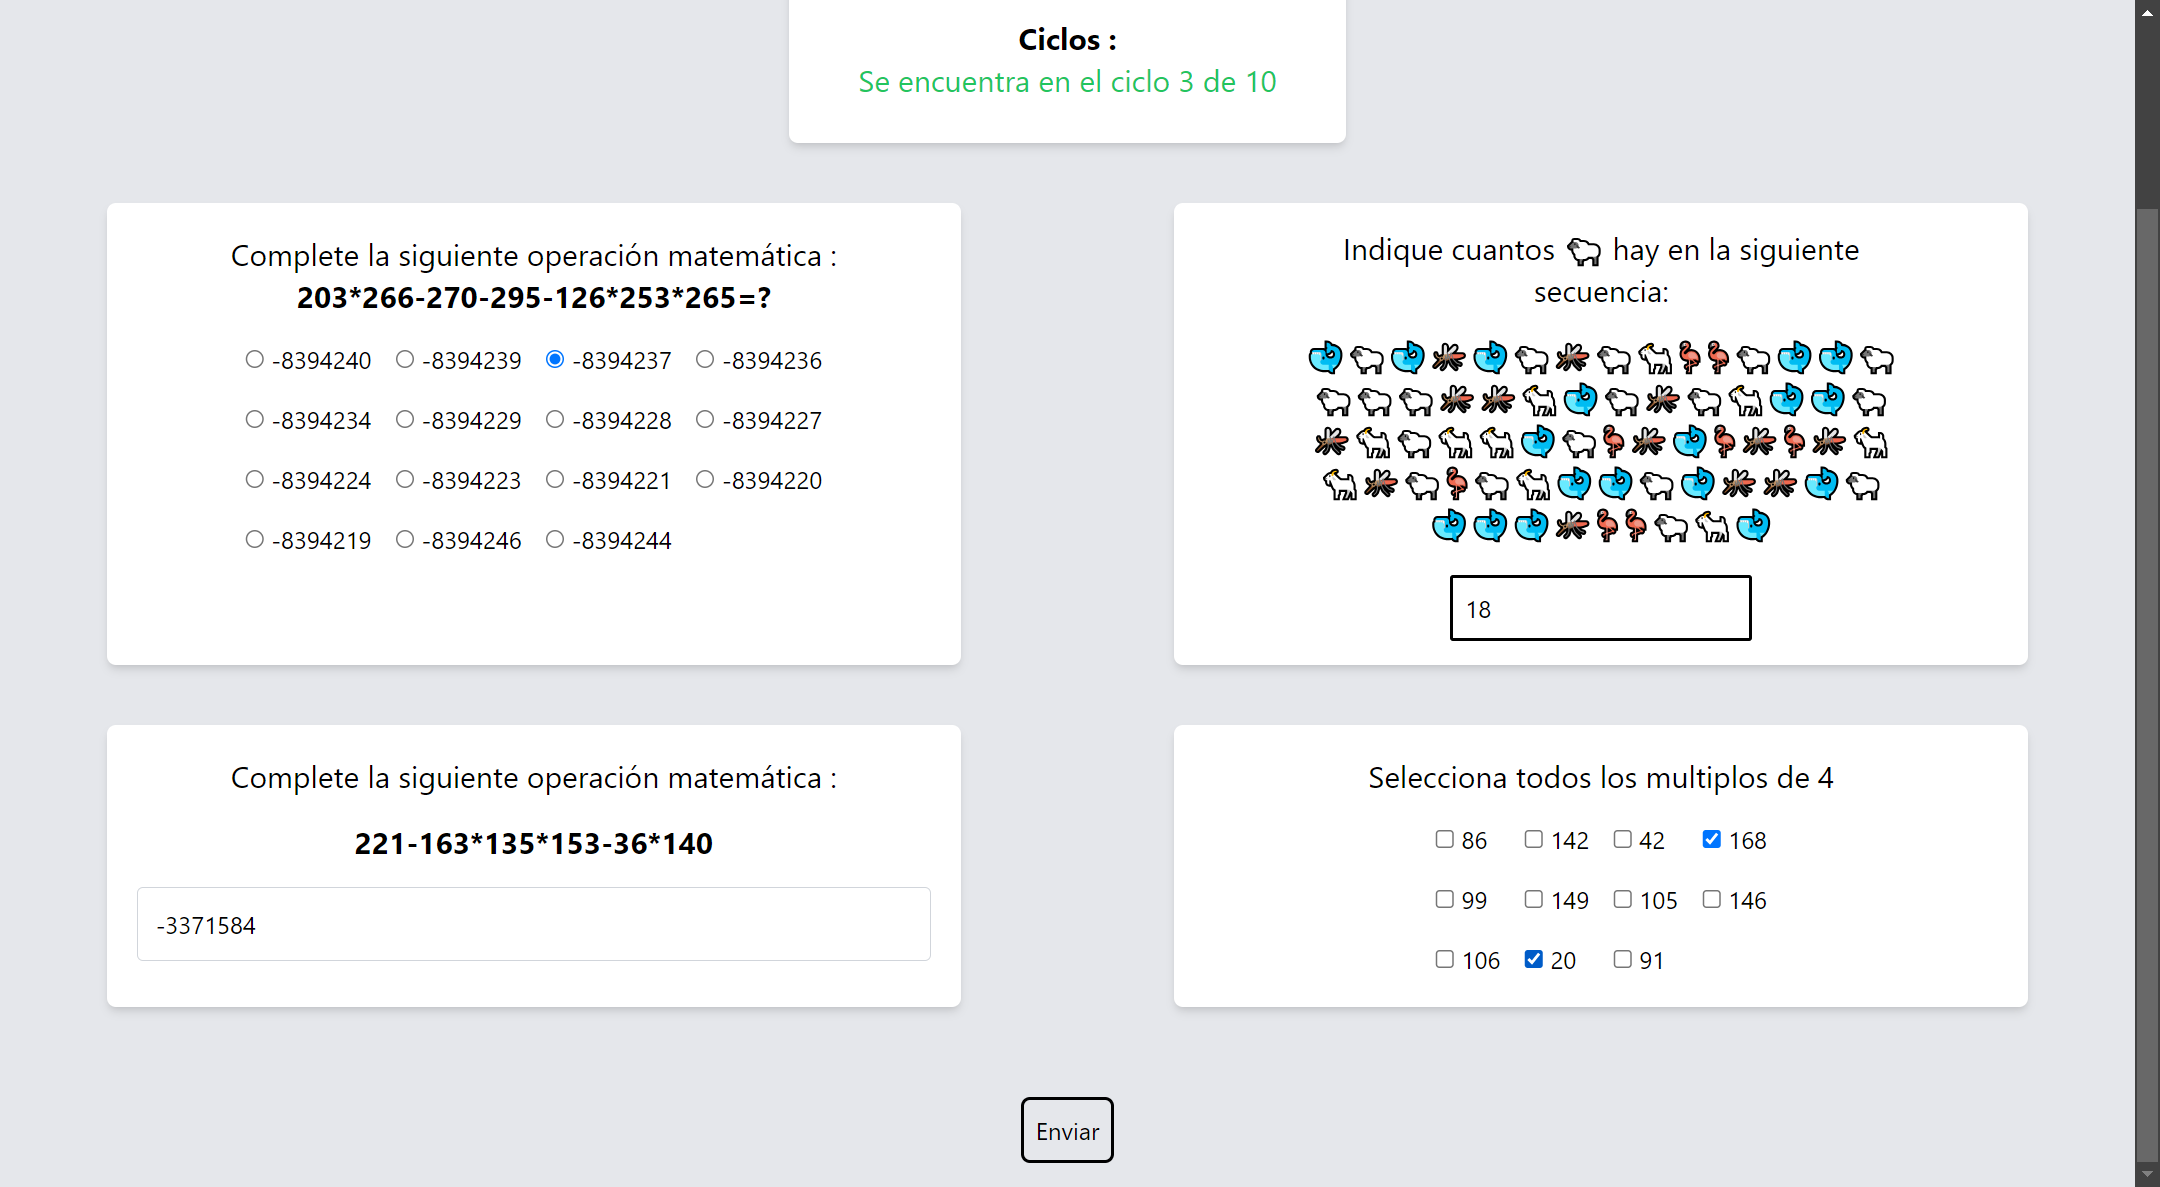 Ciclos :
Se encuentra en el ciclo 3 de 10
Complete la siguiente operación matemática :
203*266-270-295-126*253*265=?
-8394240 -8394239 -8394237 -8394236
-8394234 -8394229 -8394228 -8394227
-8394224 -8394223 -8394221 -8394220
-8394219 -8394246 -8394244
Indique cuantos 🐑 hay en la siguiente
secuencia:
18
Complete la siguiente operación matemática :
221-163*135*153-36*140
-3371584
Selecciona todos los multiplos de 4
86 142 42 168
99 149 105 146
106 20 91
Enviar